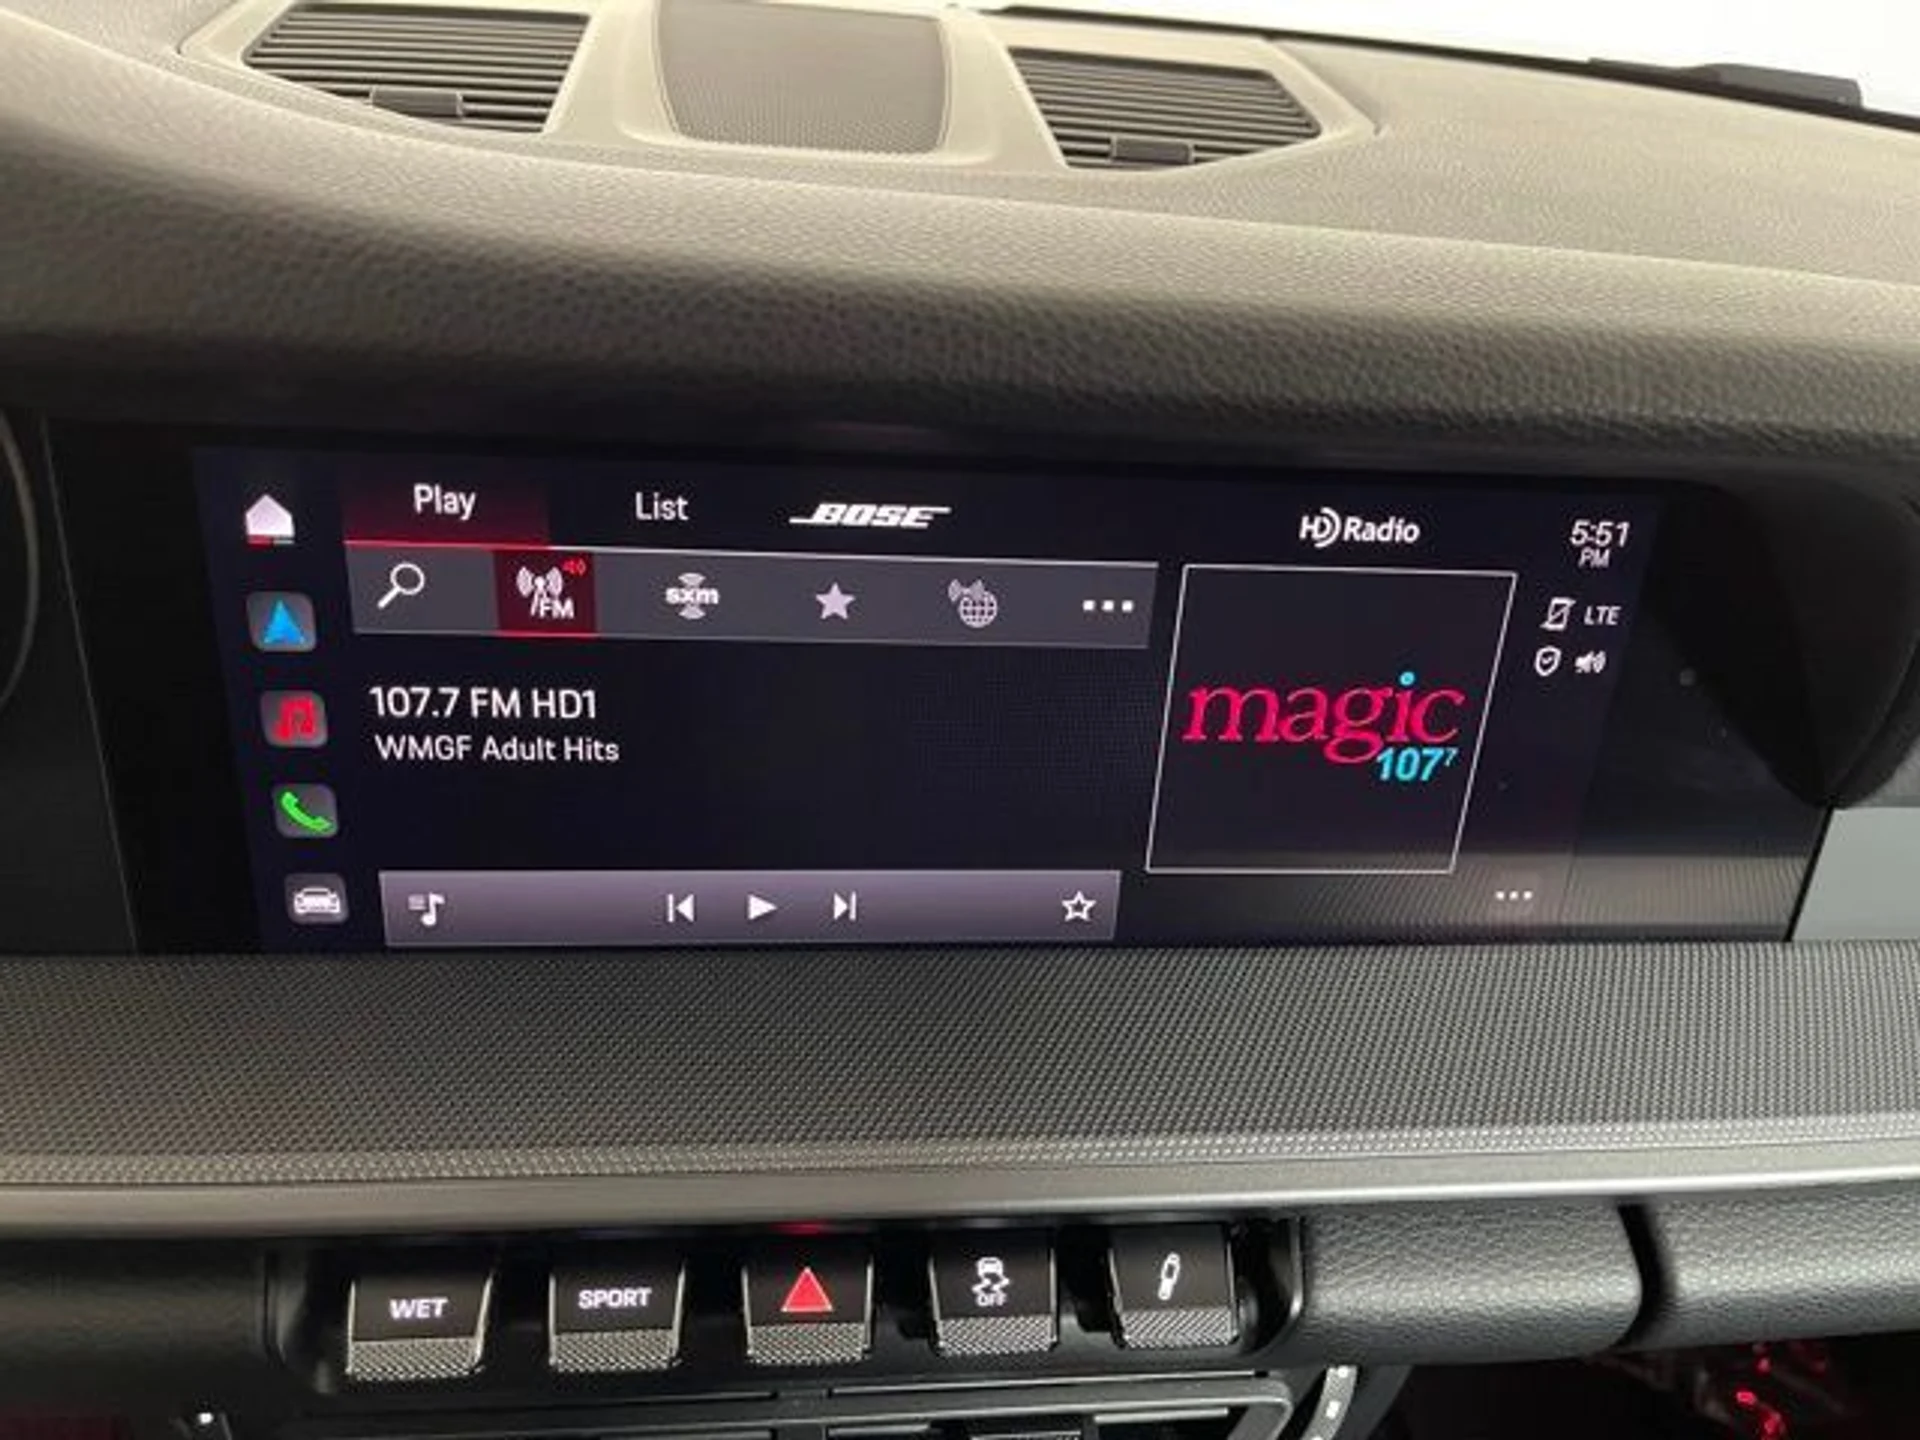 Play
List
BOSE
HD Radio
5:51
PM
FM
sxm
LTE
107.7 FM HD1
WMGF Adult Hits
magic
107⁷
WET
SPORT
OFF